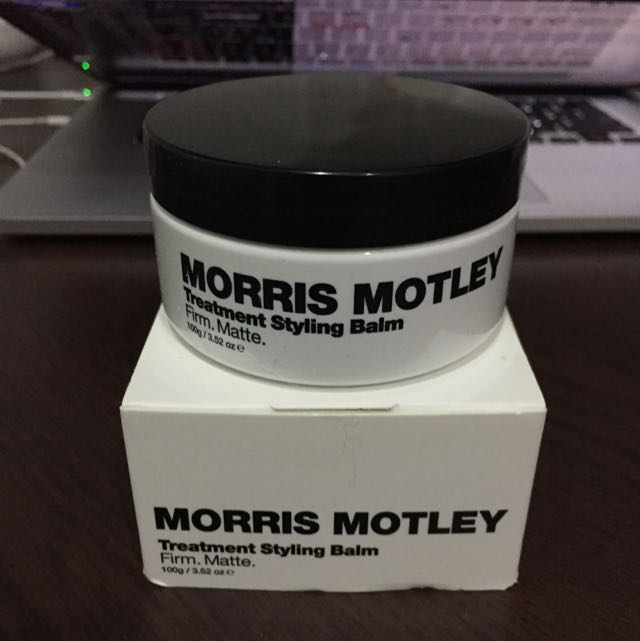 MORRIS MOTLEY
Treatment Styling Balm
Firm. Matte.
100g / 3.52 oz ℮
MORRIS MOTLEY
Treatment Styling Balm
Firm. Matte.
100g / 3.52 oz ℮